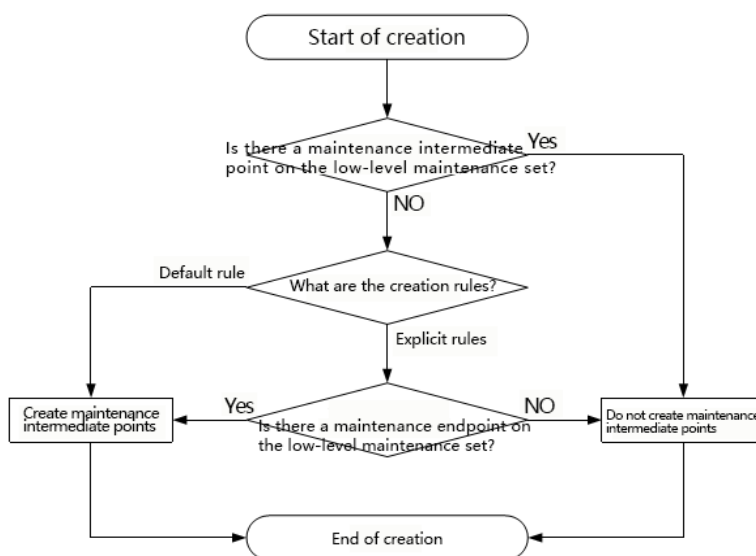 Start of creation
Is there a maintenance intermediate
point on the low-level maintenance set?
Yes
NO
Default rule
What are the creation rules?
Explicit rules
Create maintenance
intermediate points
Yes
Is there a maintenance endpoint on
the low-level maintenance set?
NO
Do not create maintenance
intermediate points
End of creation